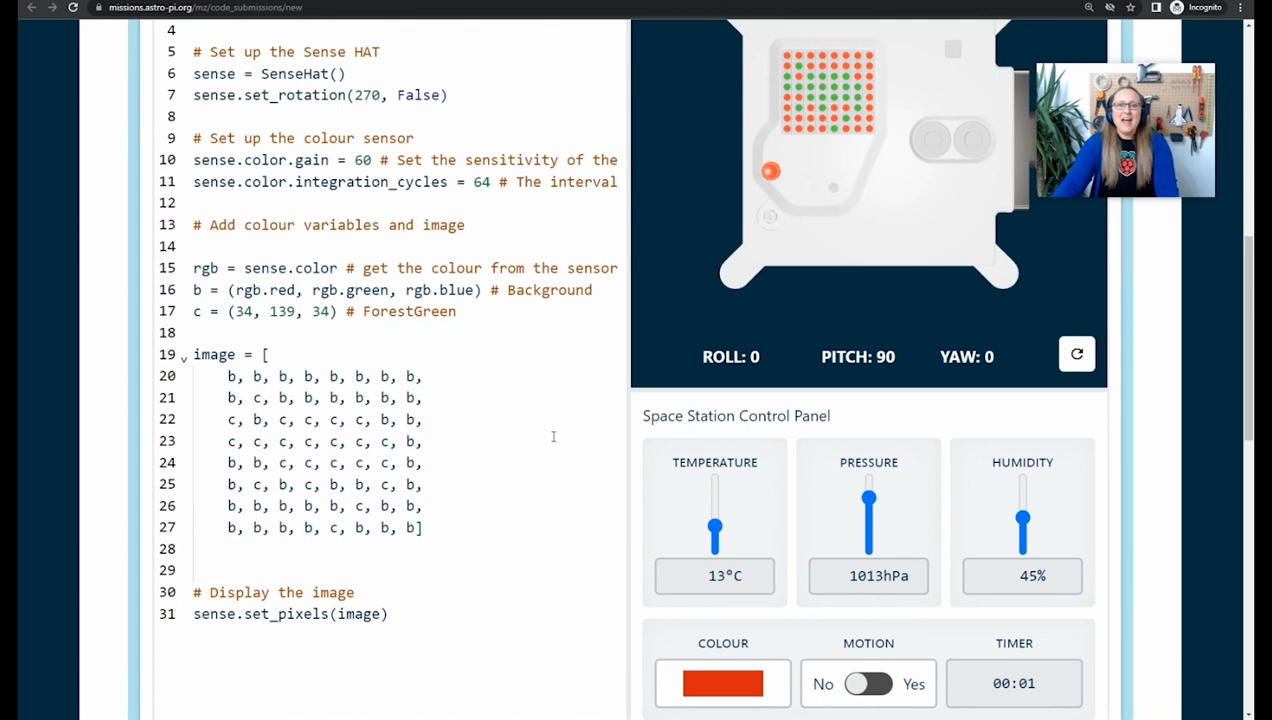 missions.astro-pi.org/mz/code_submissions/new
Incognito
4
5 # Set up the Sense HAT
6 sense = SenseHat()
7 sense.set_rotation(270, False)
8
9 # Set up the colour sensor
10 sense.color.gain = 60 # Set the sensitivity of the
11 sense.color.integration_cycles = 64 # The interval
12
13 # Add colour variables and image
14
15 rgb = sense.color # get the colour from the sensor
16 b = (rgb.red, rgb.green, rgb.blue) # Background
17 c = (34, 139, 34) # ForestGreen
18
19 image = [
20 b, b, b, b, b, b, b, b,
21 b, c, b, b, b, b, b, b,
22 c, b, c, c, c, c, b, b,
23 c, c, c, c, c, c, c, b,
24 b, b, c, c, c, c, c, b,
25 b, c, b, c, b, b, c, b,
26 b, b, b, b, b, c, b, b,
27 b, b, b, b, c, b, b, b]
28
29
30 # Display the image
31 sense.set_pixels(image)
ROLL: 0 PITCH: 90 YAW: 0
Space Station Control Panel
TEMPERATURE PRESSURE HUMIDITY
13°C 1013hPa 45%
COLOUR MOTION TIMER
No Yes 00:01